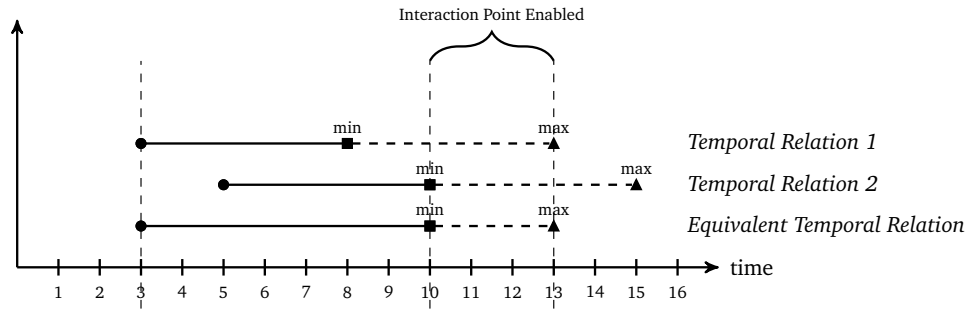 Interaction Point Enabled
min max Temporal Relation 1
min max Temporal Relation 2
min max Equivalent Temporal Relation
time
1 2 3 4 5 6 7 8 9 10 11 12 13 14 15 16